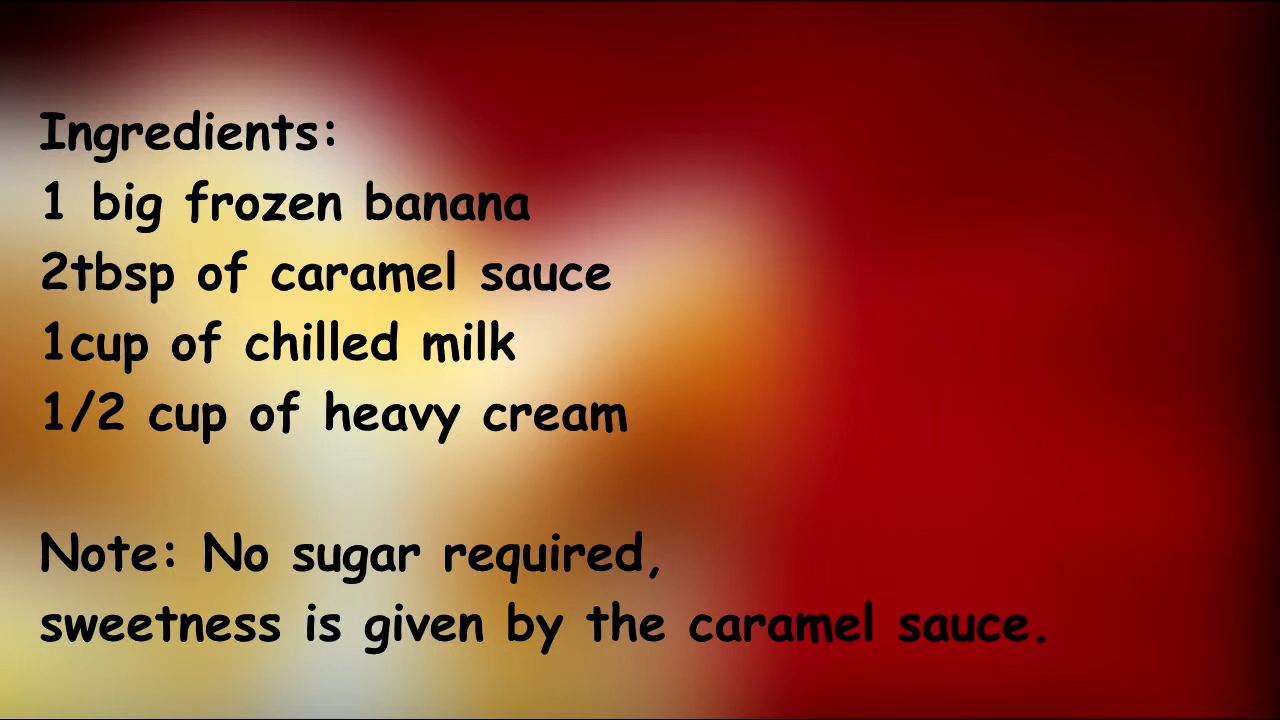 Ingredients:
1 big frozen banana
2tbsp of caramel sauce
1cup of chilled milk
1/2 cup of heavy cream
Note: No sugar required,
sweetness is given by the caramel sauce.